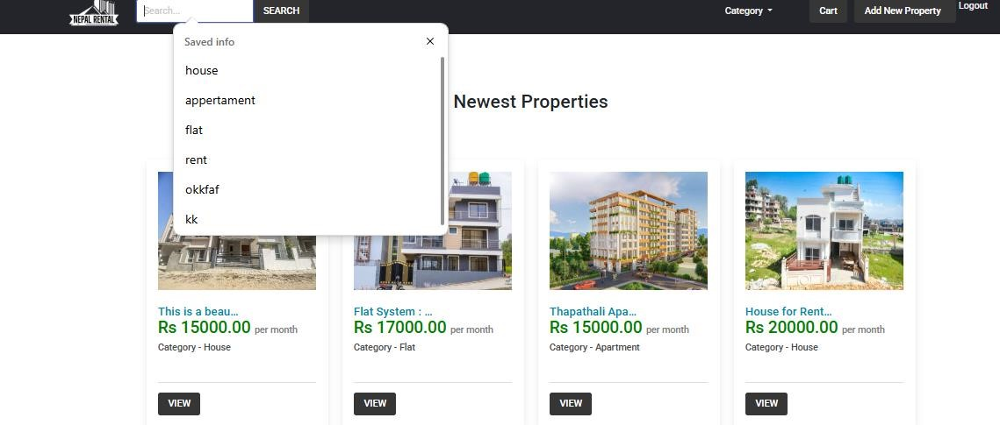 NEPAL RENTAL
Search...
SEARCH
Category
Cart
Add New Property
Logout
Saved info
house
appertament
flat
rent
okkfaf
kk
Newest Properties
This is a beau...
Rs 15000.00 per month
Category - House
VIEW
Flat System : ...
Rs 17000.00 per month
Category - Flat
VIEW
Thapathali Apa...
Rs 15000.00 per month
Category - Apartment
VIEW
House for Rent...
Rs 20000.00 per month
Category - House
VIEW